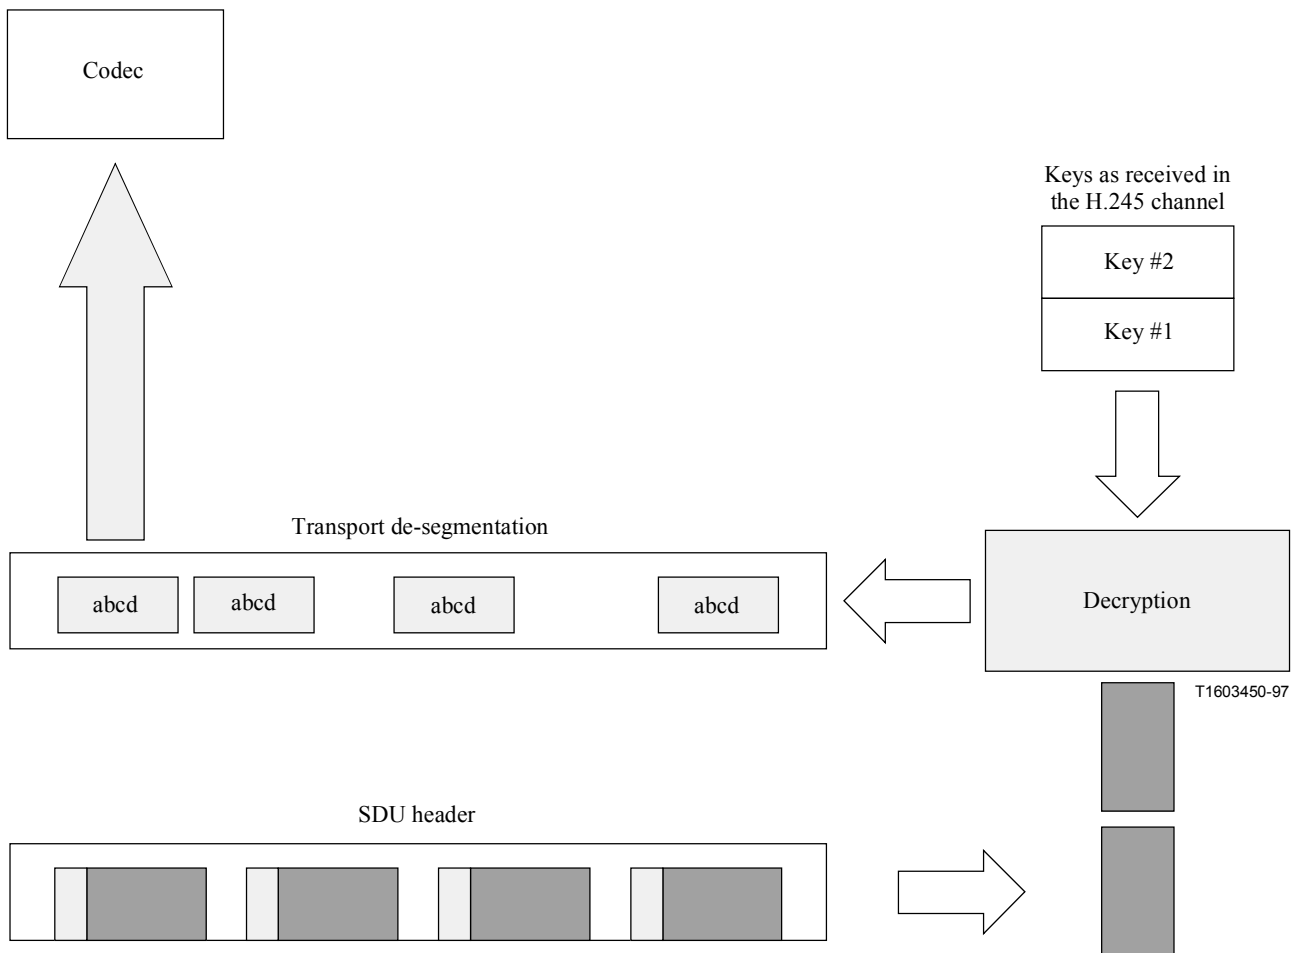 Codec
Keys as received in
the H.245 channel
Key #2
Key #1
Transport de-segmentation
abcd
abcd
abcd
abcd
Decryption
T1603450-97
SDU header